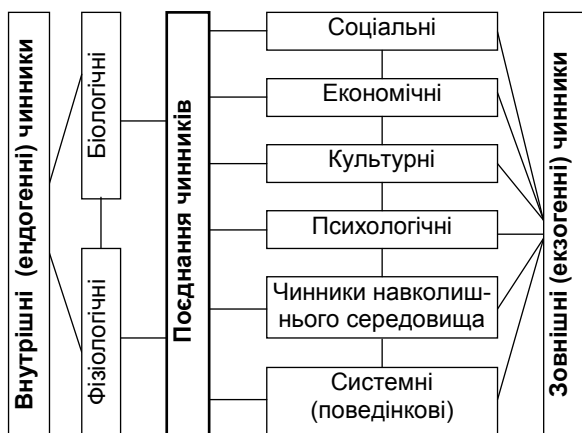 Внутрішні (ендогенні) чинники
Біологічні
Фізіологічні
Поєднання чинників
Соціальні
Економічні
Культурні
Психологічні
Чинники навколиш-
нього середовища
Системні
(поведінкові)
Зовнішні (екзогенні) чинники